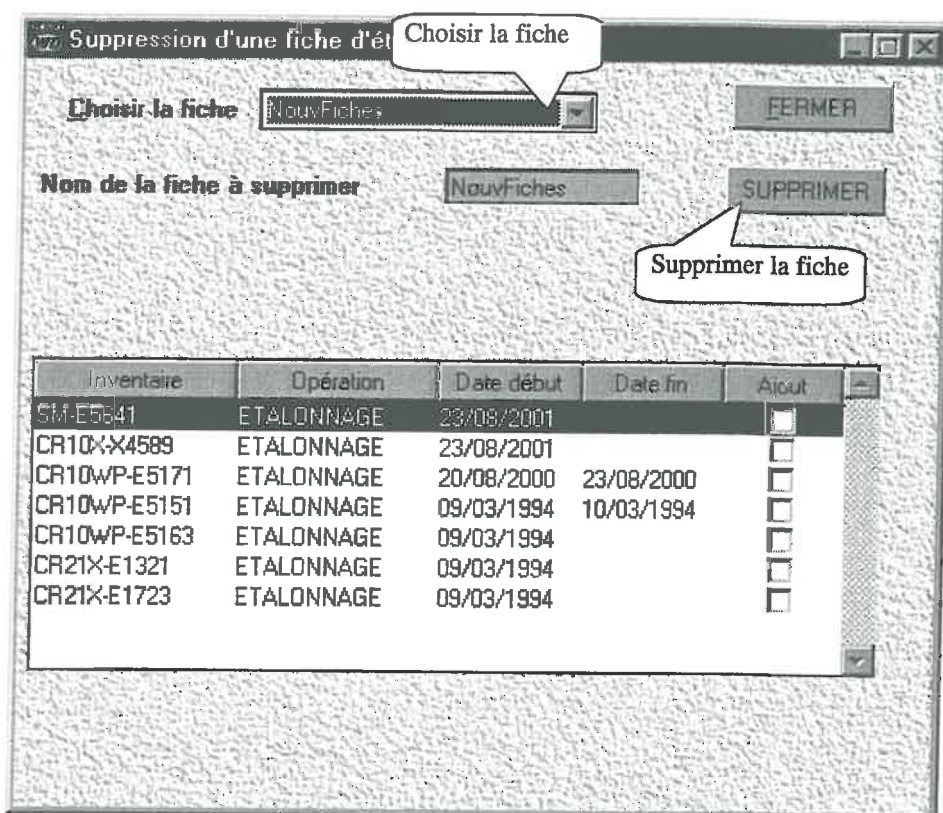 Suppression d'une fiche d'ét
Choisir la fiche
Choisir la fiche
NouvFiches
FERMER
Nom de la fiche à supprimer
NouvFiches
SUPPRIMER
Supprimer la fiche
Inventaire Opération Date début Date fin Ajout
SM-E5841 ETALONNAGE 23/08/2001
CR10X-X4589 ETALONNAGE 23/08/2001
CR10WP-E5171 ETALONNAGE 20/08/2000 23/08/2000
CR10WP-E5151 ETALONNAGE 09/03/1994 10/03/1994
CR10WP-E5163 ETALONNAGE 09/03/1994
CR21X-E1321 ETALONNAGE 09/03/1994
CR21X-E1723 ETALONNAGE 09/03/1994